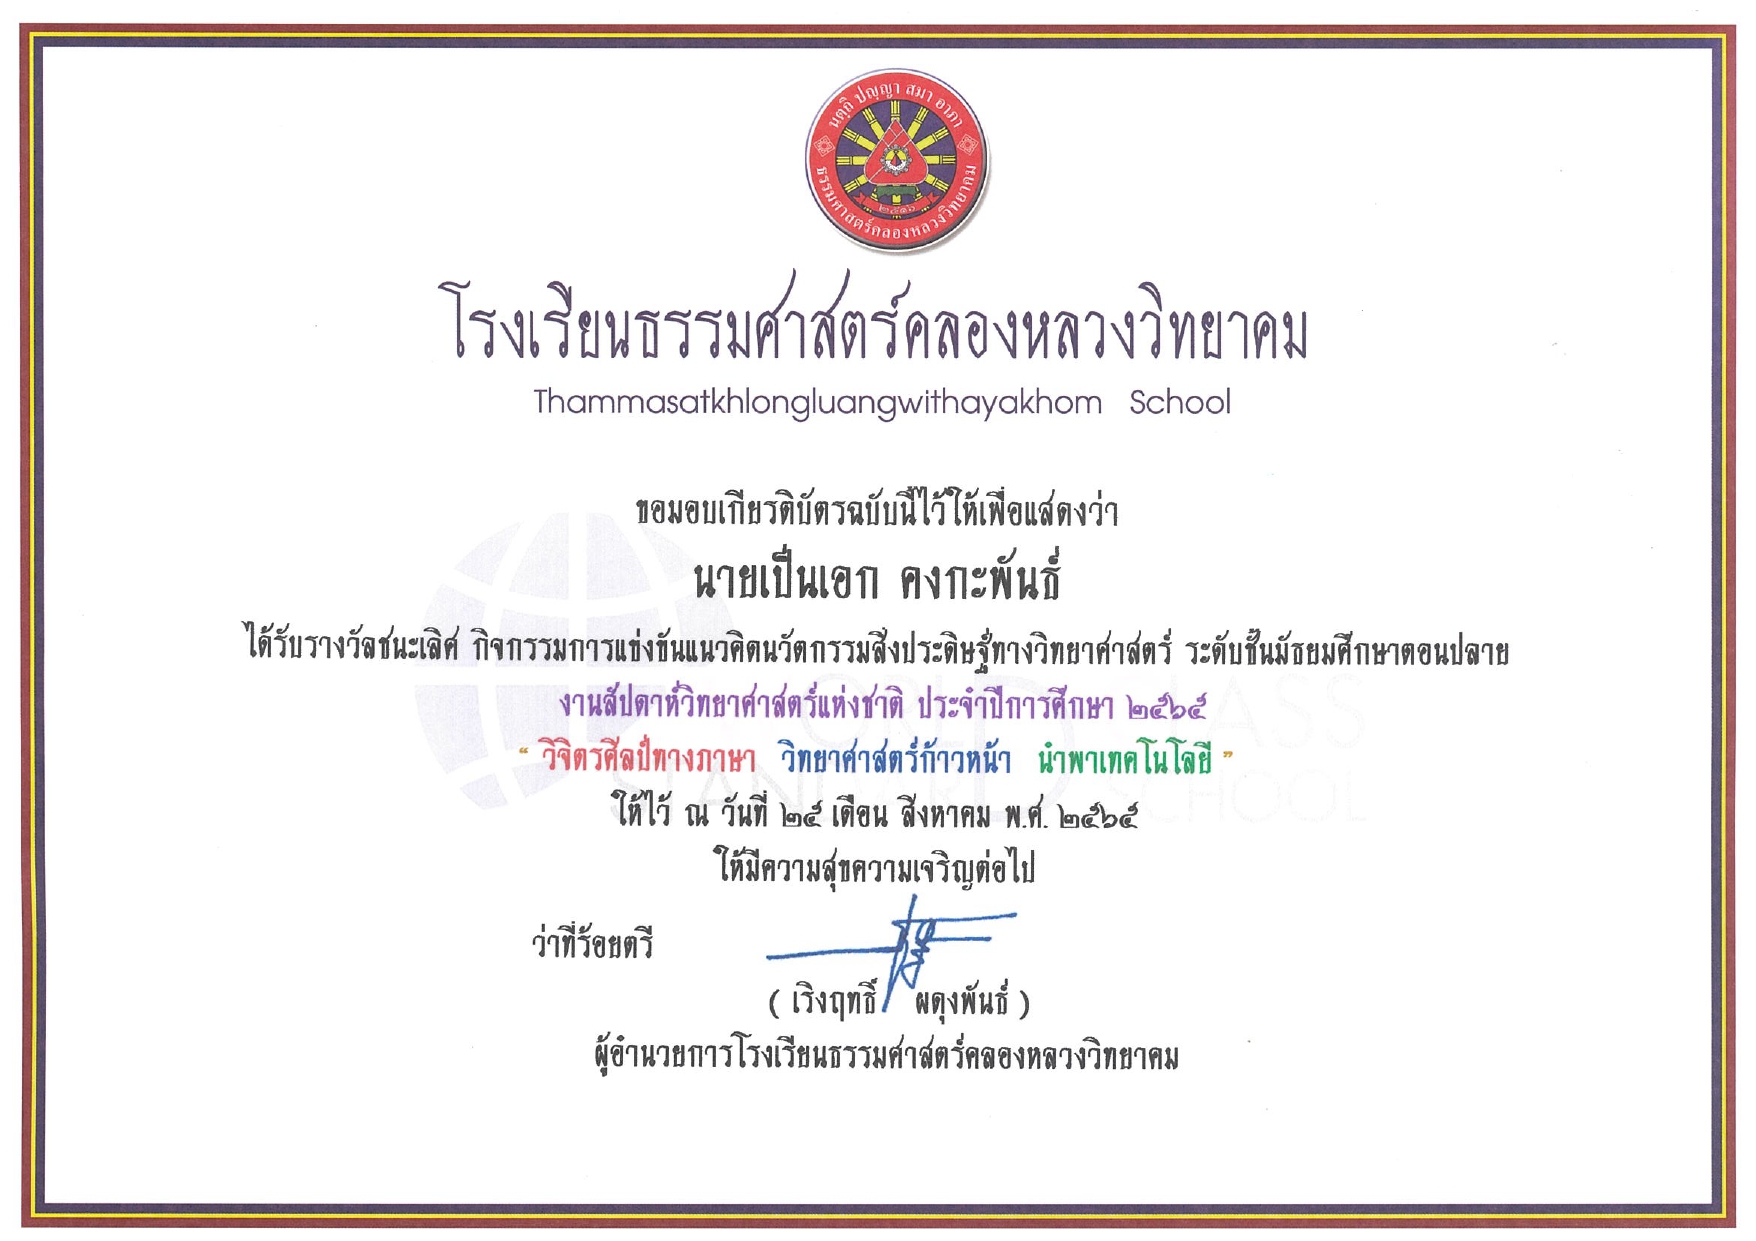 นตฺถิ ปญฺญา สมา อาภา
ธรรมศาสตร์คลองหลวงวิทยาคม
โรงเรียนธรรมศาสตร์คลองหลวงวิทยาคม
Thammasatkhlongluangwithayakhom School
ขอมอบเกียรติบัตรฉบับนี้ไว้ให้เพื่อแสดงว่า
นายเป็นเอก คงกะพันธ์
ได้รับรางวัลชนะเลิศ กิจกรรมการแข่งขันแนวคิดนวัตกรรมสิ่งประดิษฐ์ทางวิทยาศาสตร์ ระดับชั้นมัธยมศึกษาตอนปลาย
งานสัปดาห์วิทยาศาสตร์แห่งชาติ ประจำปีการศึกษา ๒๕๖๕
“ วิจิตรศิลป์ทางภาษา วิทยาศาสตร์ก้าวหน้า นำพาเทคโนโลยี ”
ให้ไว้ ณ วันที่ ๒๕ เดือน สิงหาคม พ.ศ. ๒๕๖๕
ให้มีความสุขความเจริญต่อไป
ว่าที่ร้อยตรี
( เริงฤทธิ์ ผดุงพันธ์ )
ผู้อำนวยการโรงเรียนธรรมศาสตร์คลองหลวงวิทยาคม
WORLD CLASS
STANDARD SCHOOL